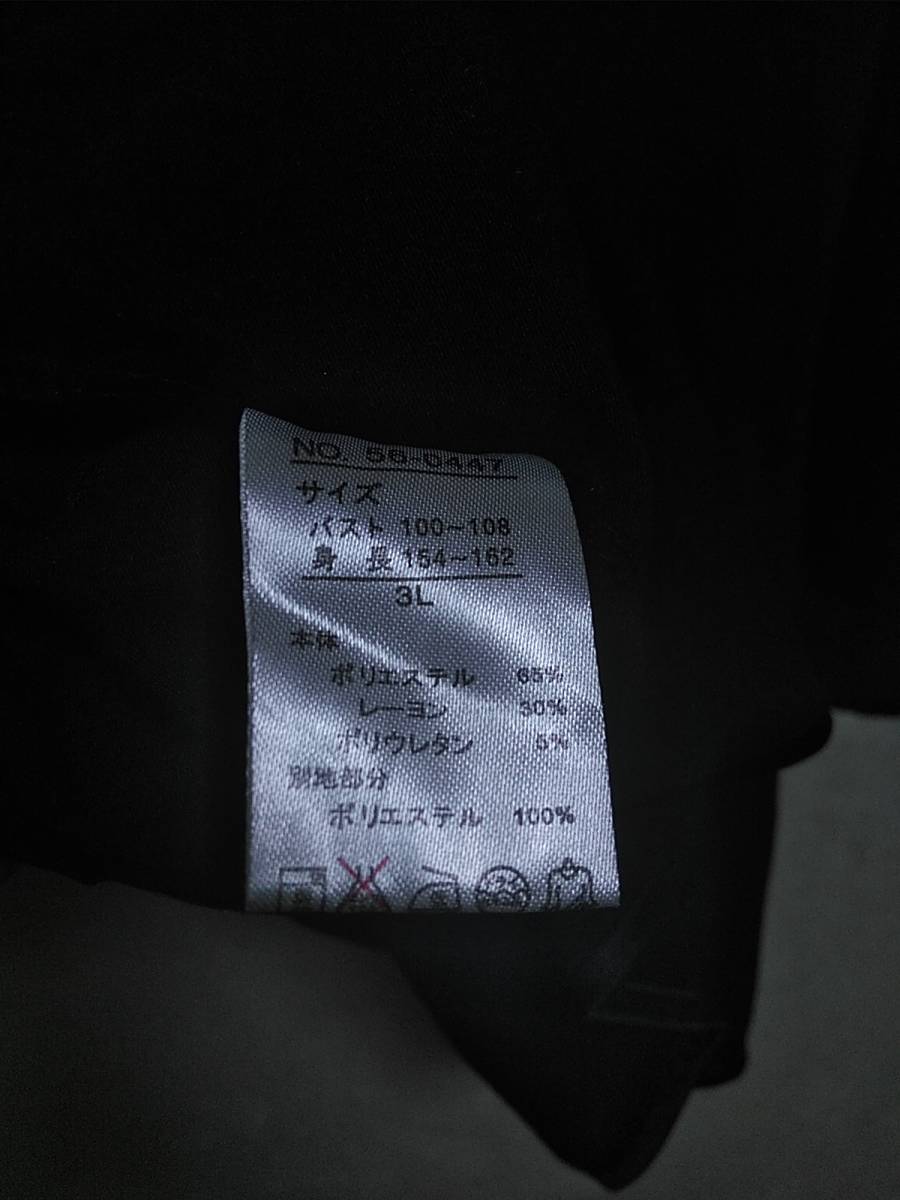 NO. 56-0447
サイズ
バスト 100~108
身 長 154~162
3L
本体
ポリエステル 65%
レーヨン 30%
ポリウレタン 5%
別地部分
ポリエステル 100%